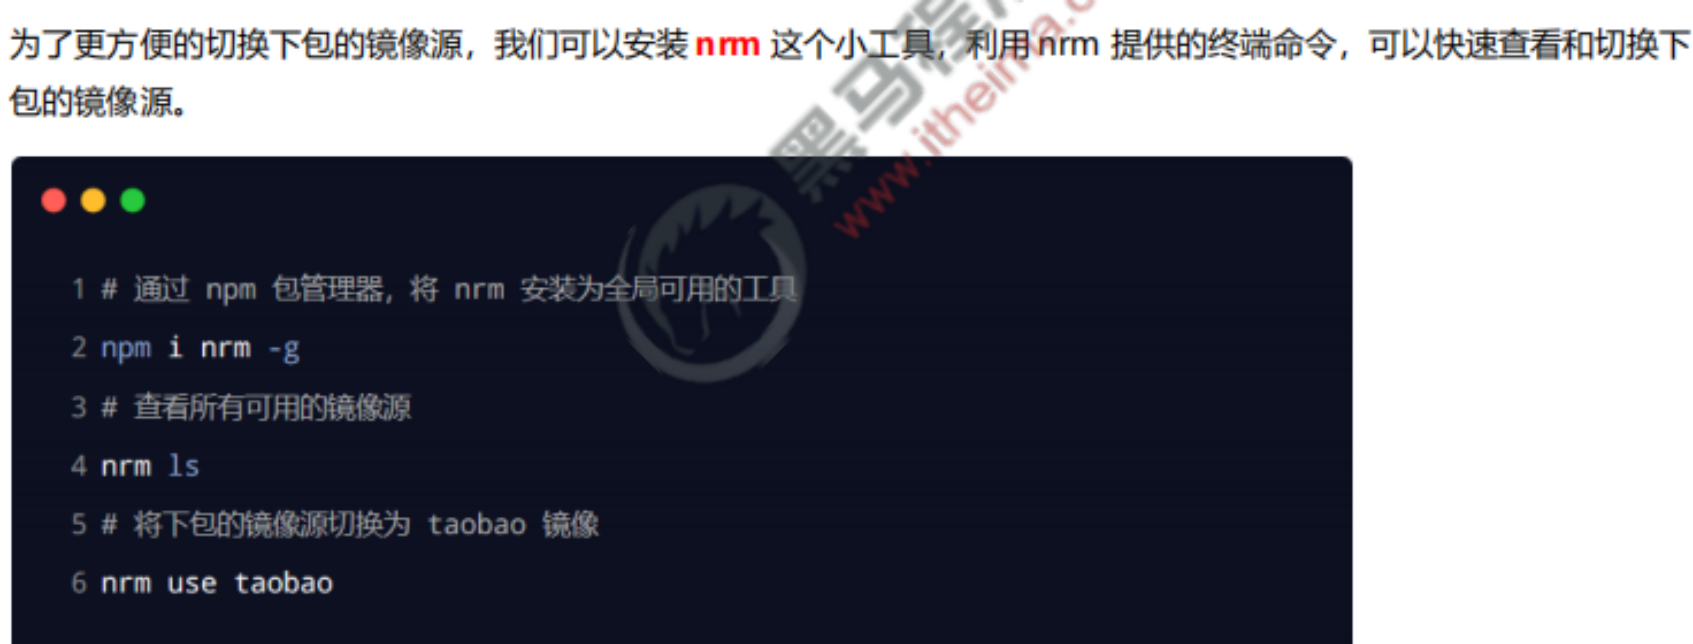 为了更方便的切换下包的镜像源，我们可以安装 nrm 这个小工具，利用 nrm 提供的终端命令，可以快速查看和切换下
包的镜像源。
黑马程
www.itheima.c
1 # 通过 npm 包管理器，将 nrm 安装为全局可用的工具
2 npm i nrm -g
3 # 查看所有可用的镜像源
4 nrm ls
5 # 将下包的镜像源切换为 taobao 镜像
6 nrm use taobao